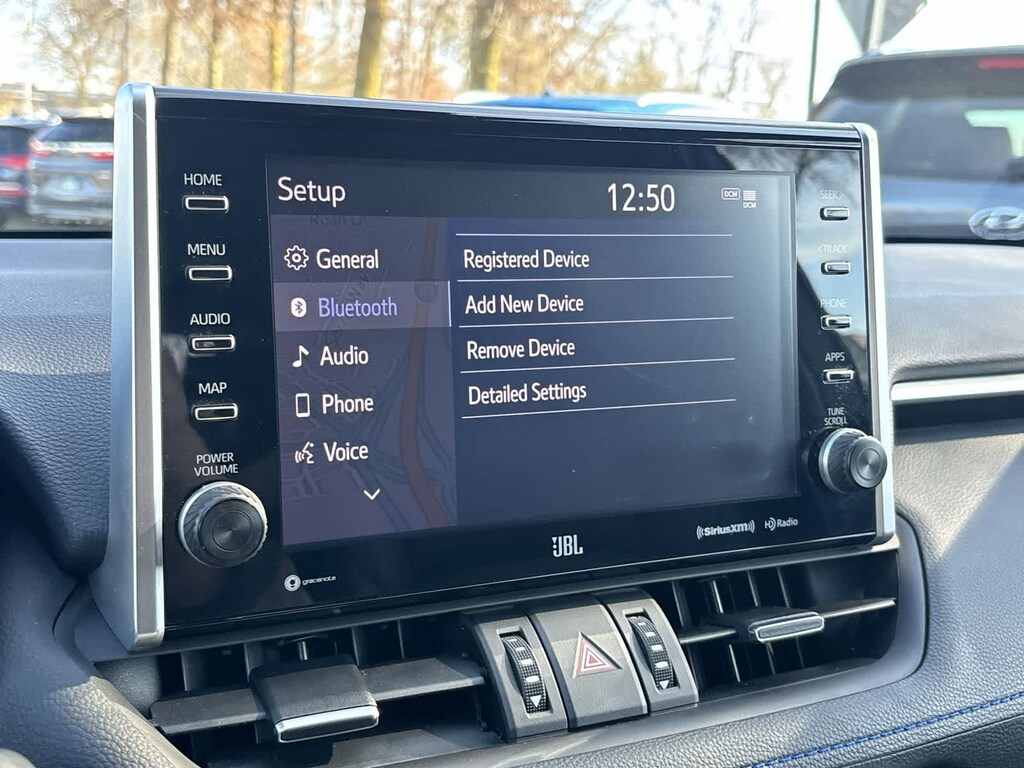 HOME
MENU
AUDIO
MAP
POWER
VOLUME
Setup
12:50
DCM
DCM
General
Bluetooth
Audio
Phone
Voice
Registered Device
Add New Device
Remove Device
Detailed Settings
SEEK>
<TRACK
PHONE
APPS
TUNE
SCROLL
gracenote
JBL
SiriusXM
HD Radio